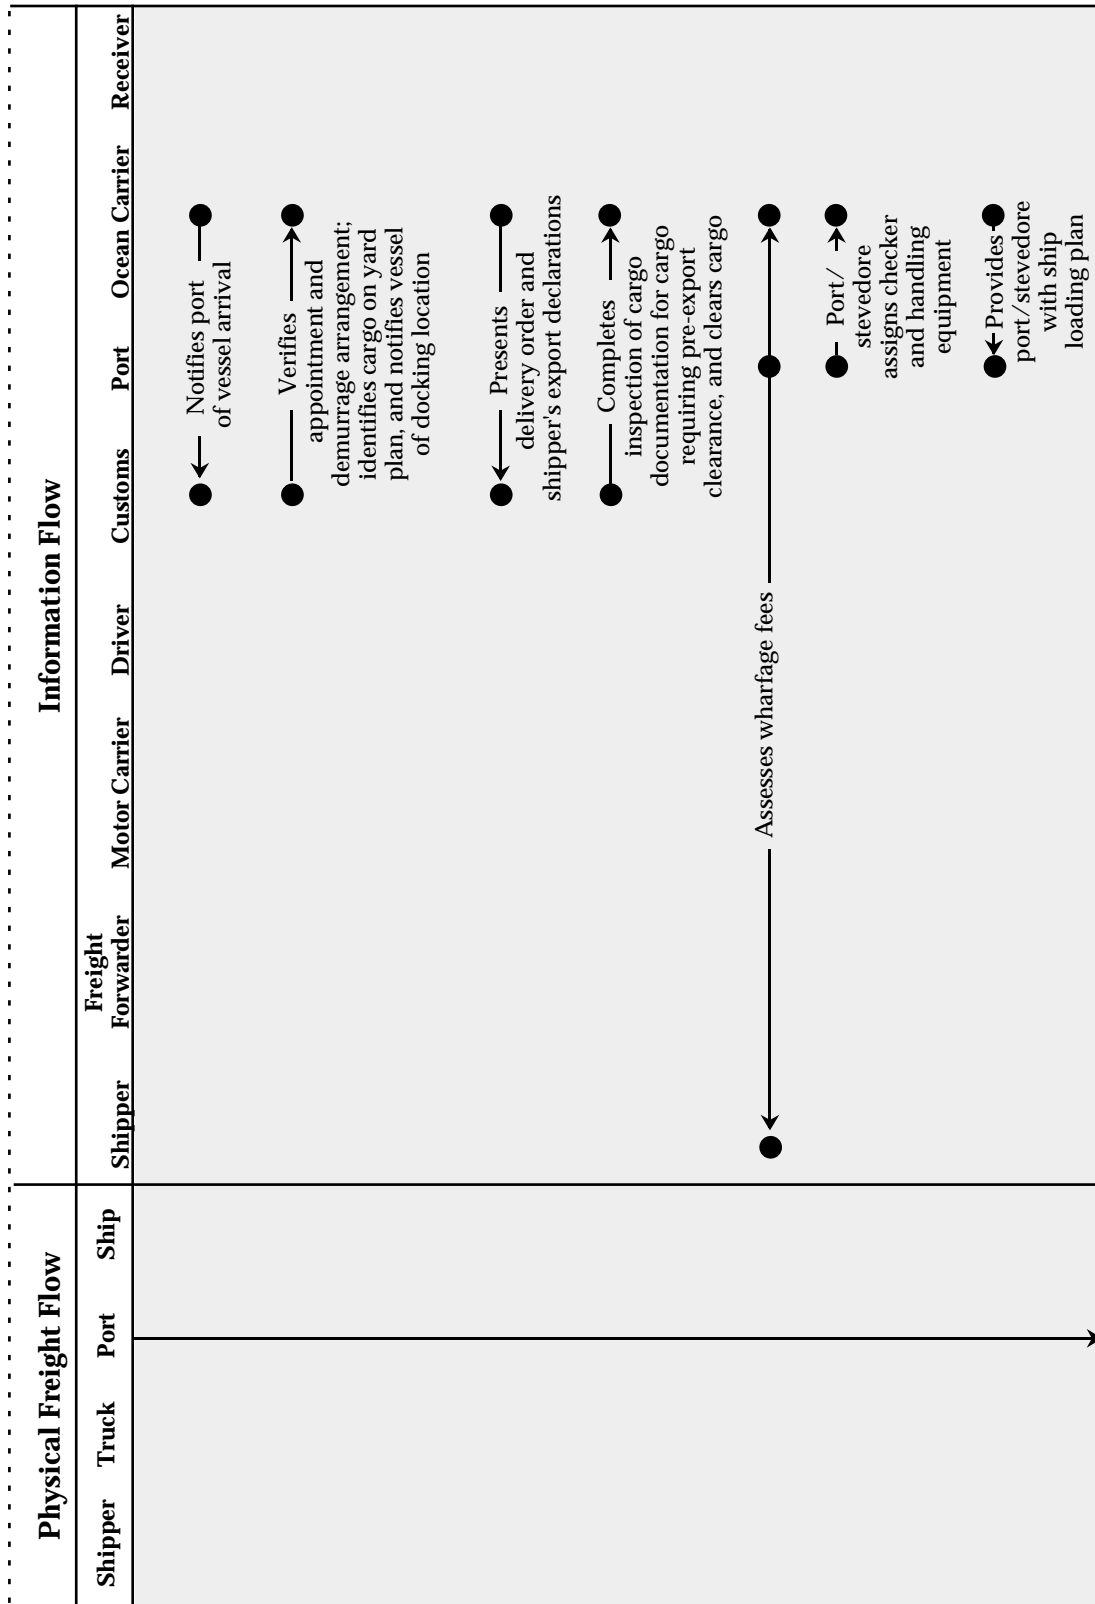 Physical Freight Flow
Information Flow
Shipper
Truck
Port
Ship
Shipper
Freight
Forwarder
Motor Carrier
Driver
Customs
Port
Ocean Carrier
Receiver
Notifies port
of vessel arrival
Verifies
appointment and
demurrage arrangement;
identifies cargo on yard
plan, and notifies vessel
of docking location
Presents
delivery order and
shipper's export declarations
Completes
inspection of cargo
documentation for cargo
requiring pre-export
clearance, and clears cargo
Assesses wharfage fees
Port/
stevedore
assigns checker
and handling
equipment
Provides
port/stevedore
with ship
loading plan